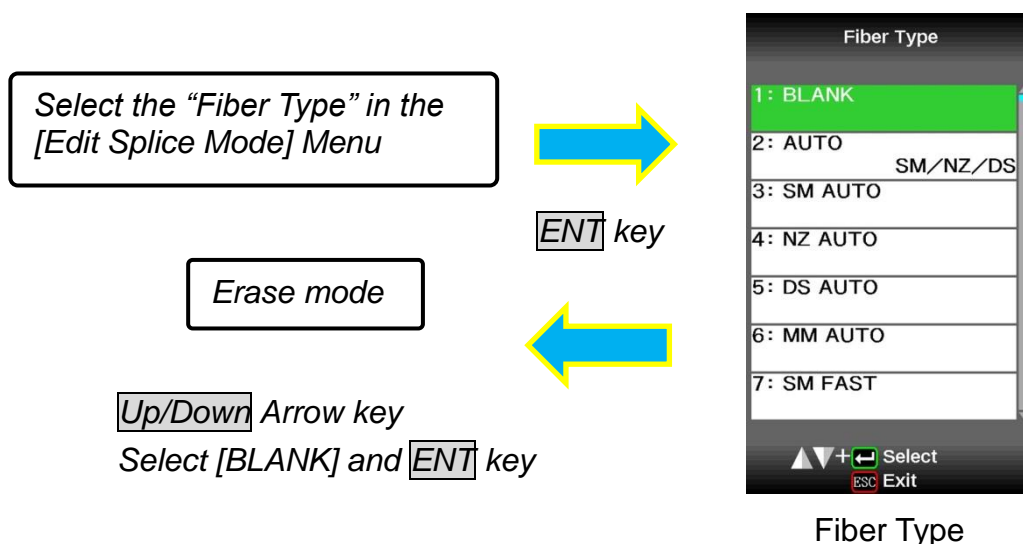 Select the “Fiber Type” in the
[Edit Splice Mode] Menu
ENT key
Erase mode
Up/Down Arrow key
Select [BLANK] and ENT key
Fiber Type
1: BLANK
2: AUTO
SM/NZ/DS
3: SM AUTO
4: NZ AUTO
5: DS AUTO
6: MM AUTO
7: SM FAST
+ Select
ESC Exit
Fiber Type